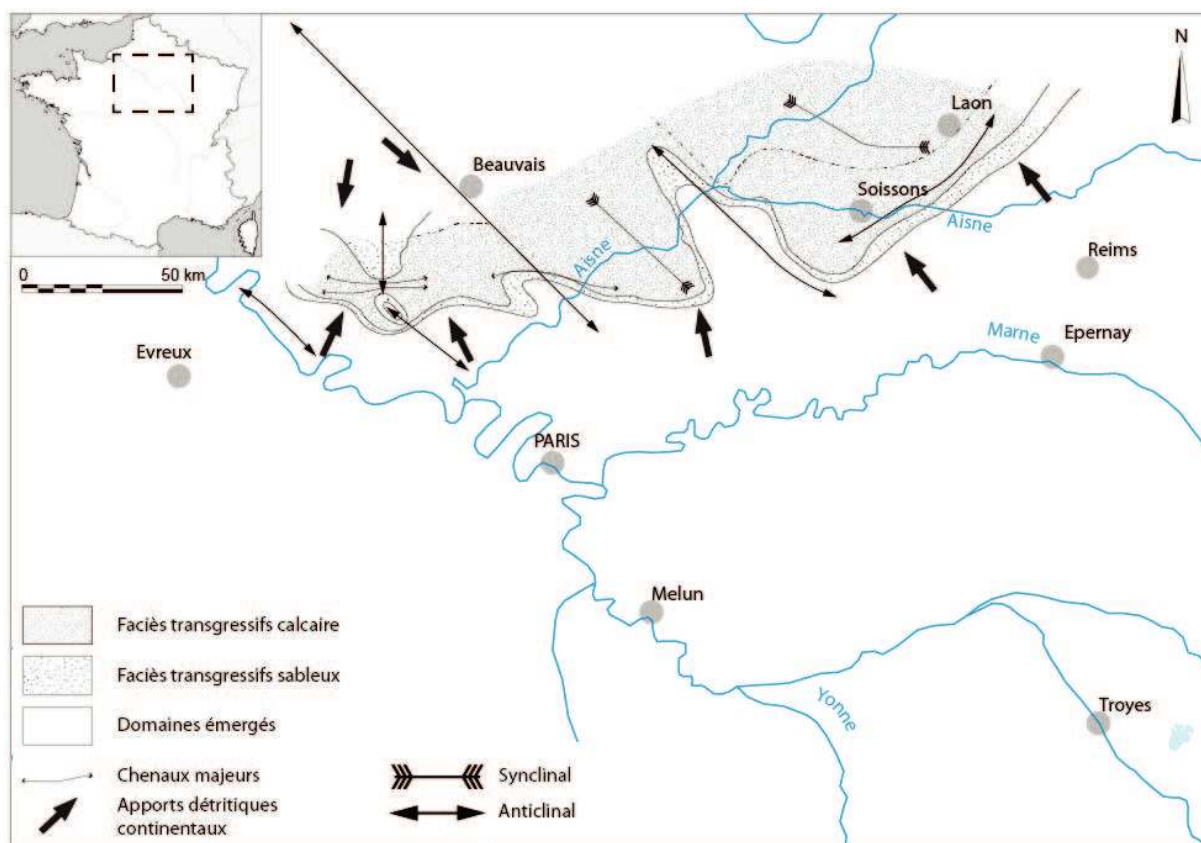 N
0
50 km
Beauvais
Laon
Soissons
Aisne
Aisne
Reims
Evreux
Marne
Epernay
PARIS
Melun
Yonne
Troyes
Faciès transgressifs calcaire
Faciès transgressifs sableux
Domaines émergés
Chenaux majeurs
Apports détritiques
continentaux
Synclinal
Anticlinal